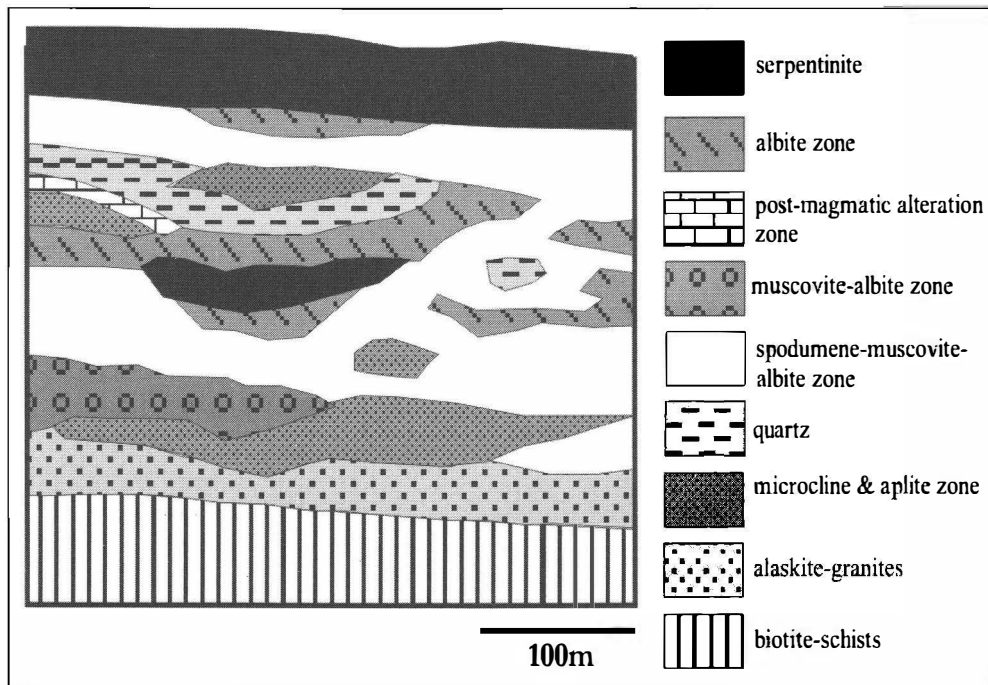 serpentinite
albite zone
post-magmatic alteration
zone
muscovite-albite zone
spodumene-muscovite-
albite zone
quartz
microcline & aplite zone
alaskite-granites
biotite-schists
100m